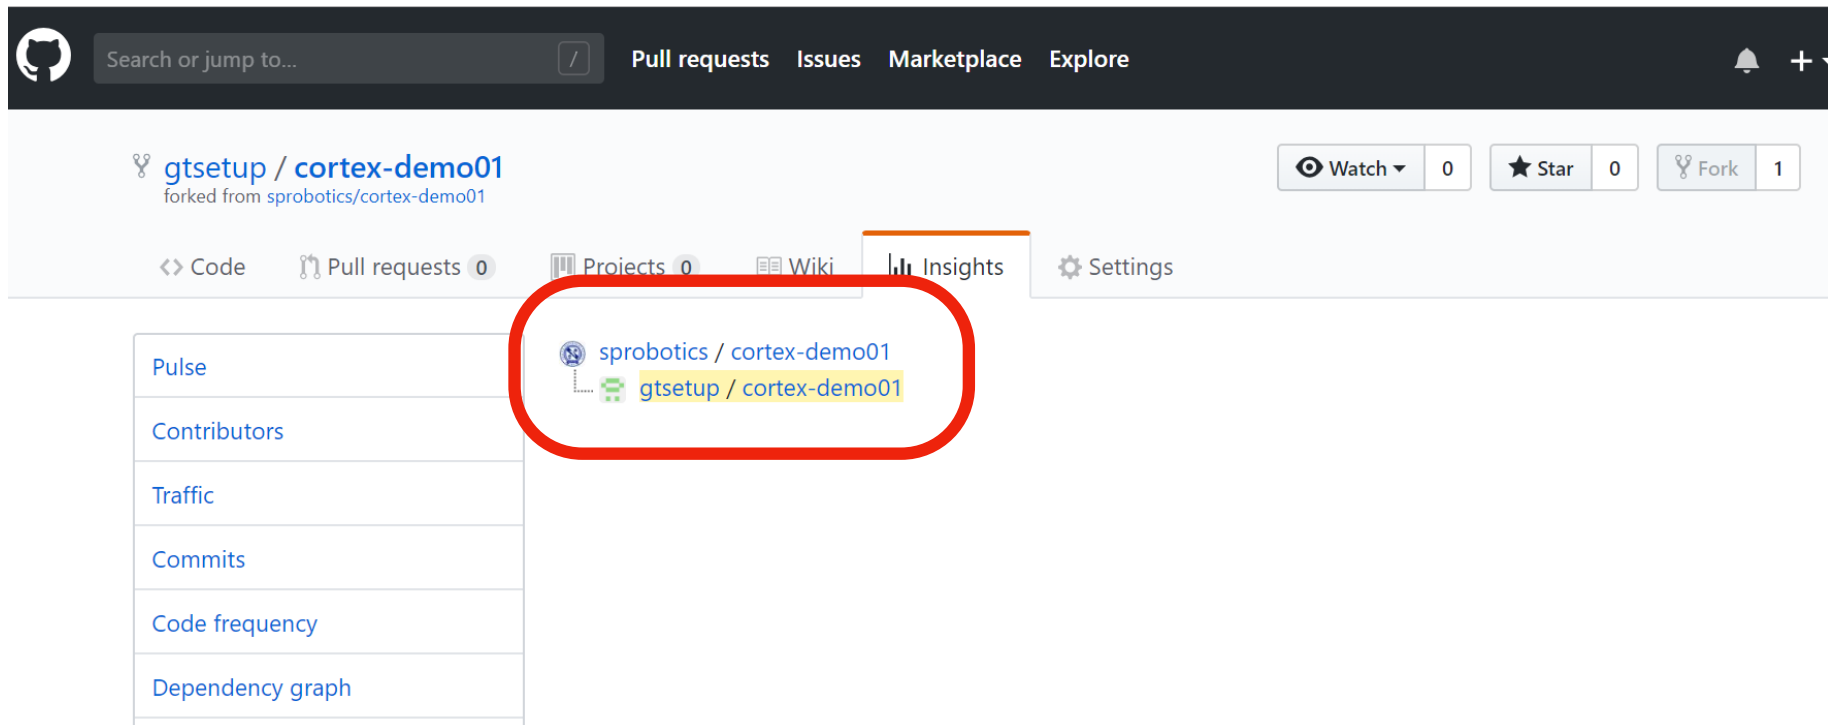 Search or jump to... / Pull requests Issues Marketplace Explore
gtsetup / cortex-demo01 Watch 0 Star 0 Fork 1
forked from sprobotics/cortex-demo01
<> Code Pull requests 0 Projects 0 Wiki Insights Settings
Pulse
Contributors
Traffic
Commits
Code frequency
Dependency graph
sprobotics / cortex-demo01
gtsetup / cortex-demo01